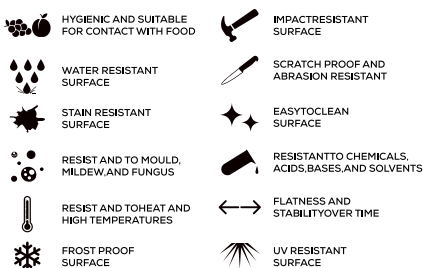 HYGIENIC AND SUITABLE
FOR CONTACT WITH FOOD
WATER RESISTANT
SURFACE
STAIN RESISTANT
SURFACE
RESIST AND TO MOULD,
MILDEW,AND FUNGUS
RESIST AND TOHEAT AND
HIGH TEMPERATURES
FROST PROOF
SURFACE
IMPACTRESISTANT
SURFACE
SCRATCH PROOF AND
ABRASION RESISTANT
EASYTOCLEAN
SURFACE
RESISTANTTO CHEMICALS,
ACIDS,BASES,AND SOLVENTS
FLATNESS AND
STABILITYOVER TIME
UV RESISTANT
SURFACE